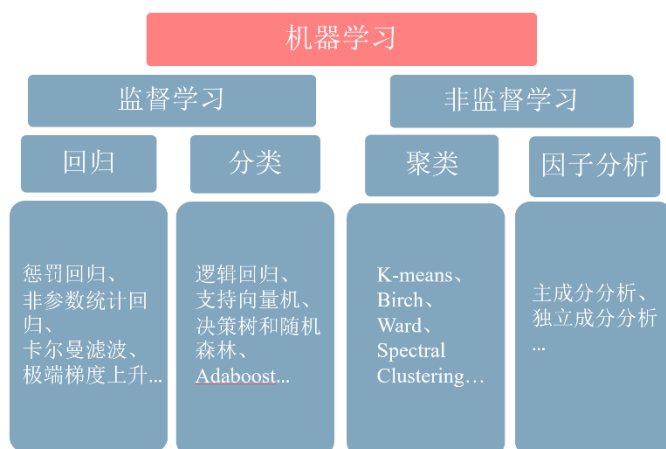 机器学习
监督学习
非监督学习
回归
分类
聚类
因子分析
惩罚回归、
非参数统计回
归、
卡尔曼滤波、
极端梯度上升...
逻辑回归、
支持向量机、
决策树和随机
森林、
Adaboost...
K-means、
Birch、
Ward、
Spectral
Clustering…
主成分分析、
独立成分分析
...